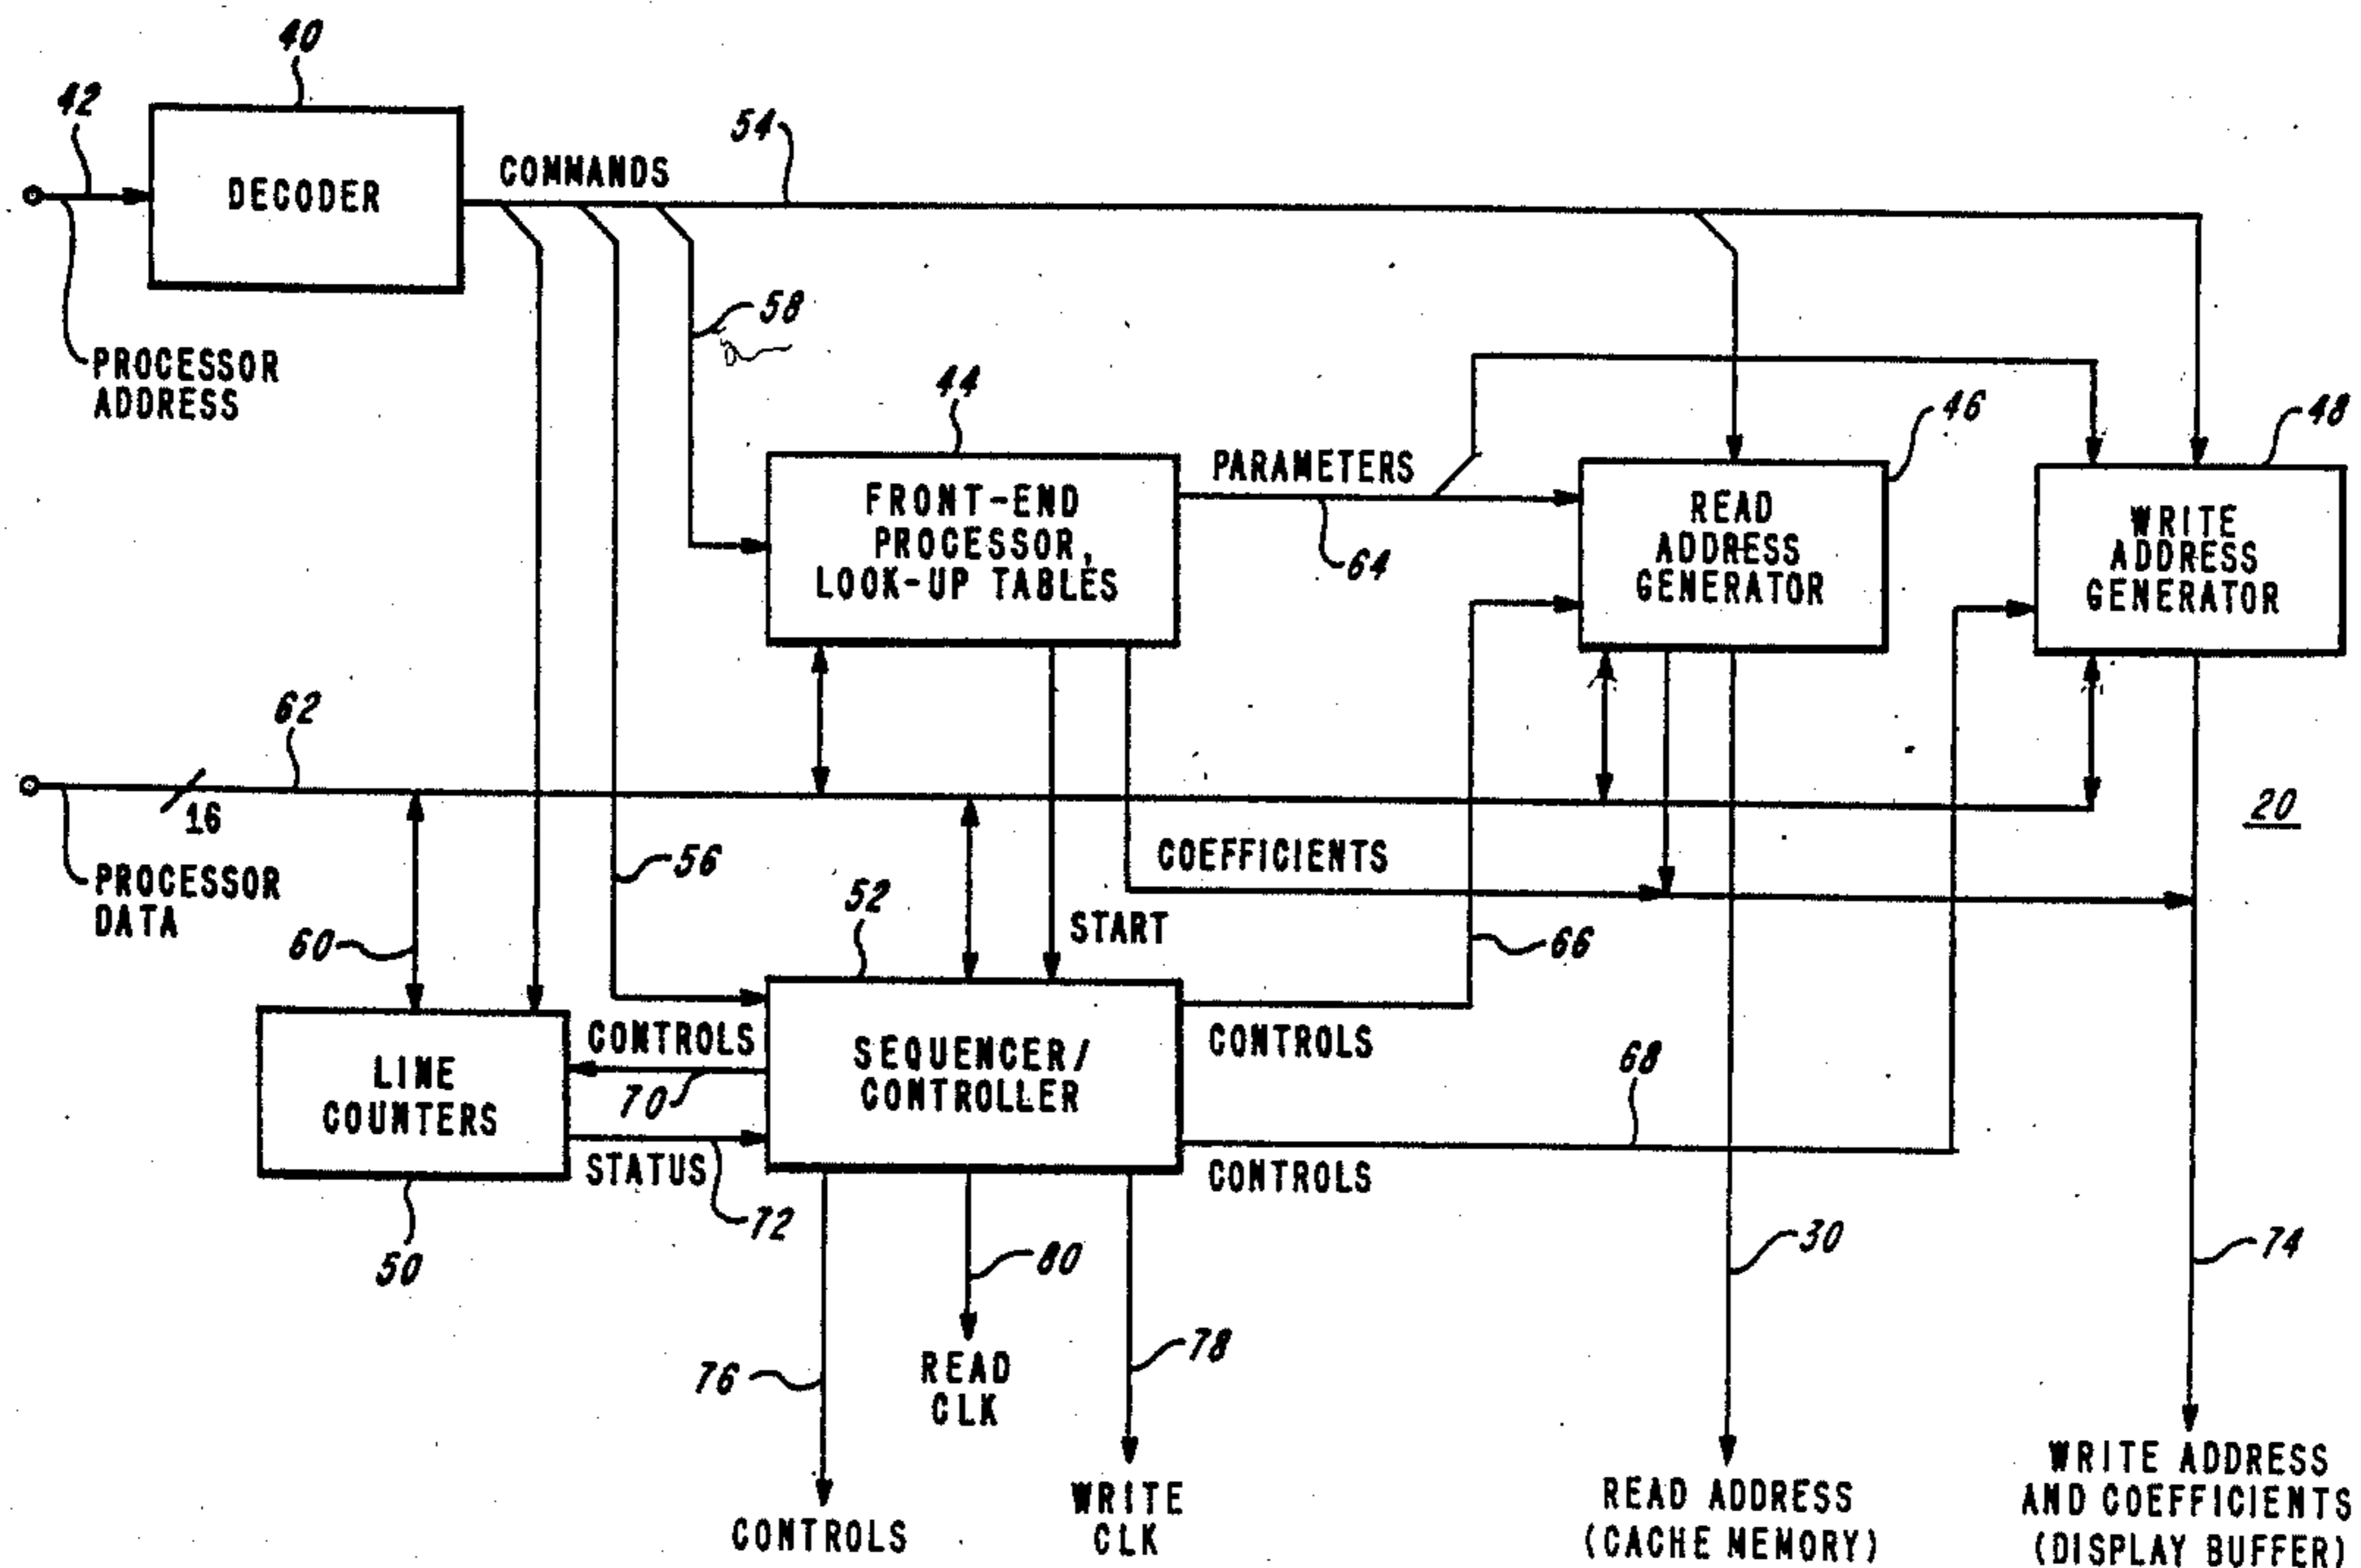 40
42
DECODER
COMMANDS
54
58
PROCESSOR
ADDRESS
44
46
48
FRONT-END
PROCESSOR,
LOOK-UP TABLES
PARAMETERS
64
READ
ADDRESS
GENERATOR
WRITE
ADDRESS
GENERATOR
62
16
PROCESSOR
DATA
20
COEFFICIENTS
56
52
60
START
66
LINE
COUNTERS
CONTROLS
70
STATUS
72
50
SEQUENCER/
CONTROLLER
CONTROLS
68
CONTROLS
30
74
80
76
78
READ
CLK
CONTROLS
WRITE
CLK
READ ADDRESS
(CACHE MEMORY)
WRITE ADDRESS
AND COEFFICIENTS
(DISPLAY BUFFER)